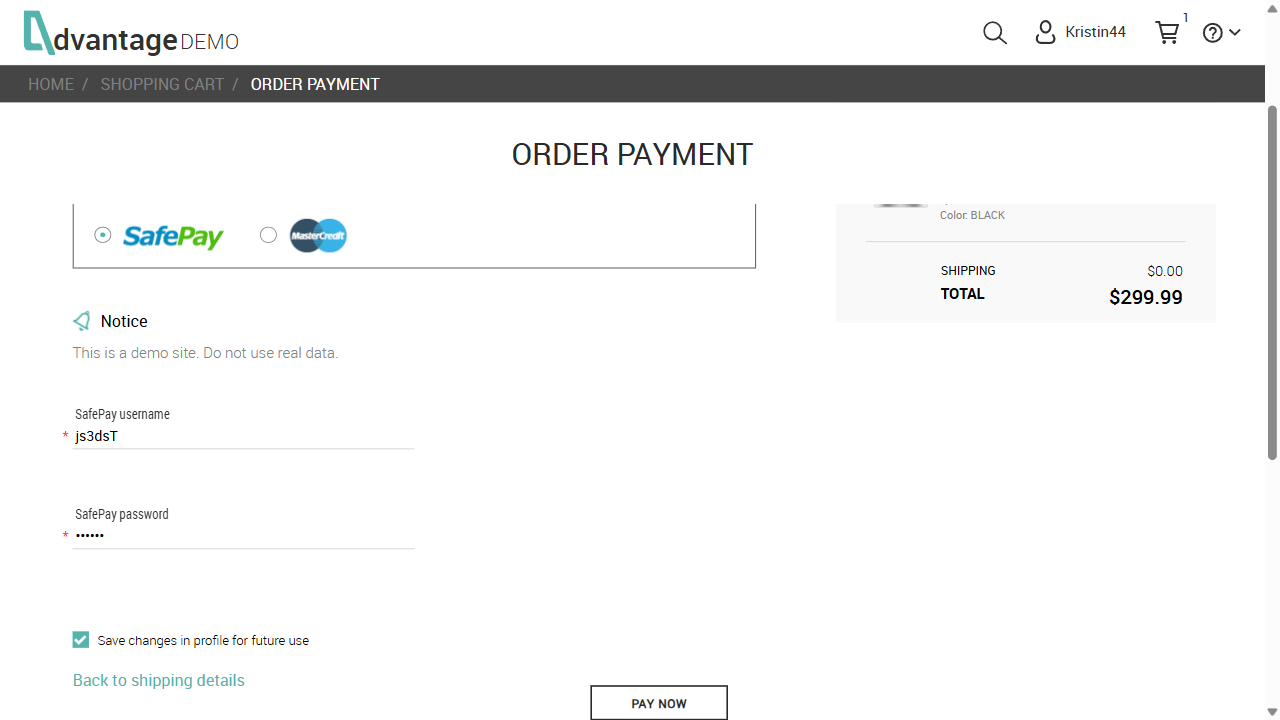 dvantage DEMO
Kristin44
1
HOME / SHOPPING CART / ORDER PAYMENT
ORDER PAYMENT
SafePay
MasterCredit
Color: BLACK
SHIPPING $0.00
TOTAL $299.99
Notice
This is a demo site. Do not use real data.
SafePay username
* js3dsT
SafePay password
* ••••••
Save changes in profile for future use
Back to shipping details
PAY NOW